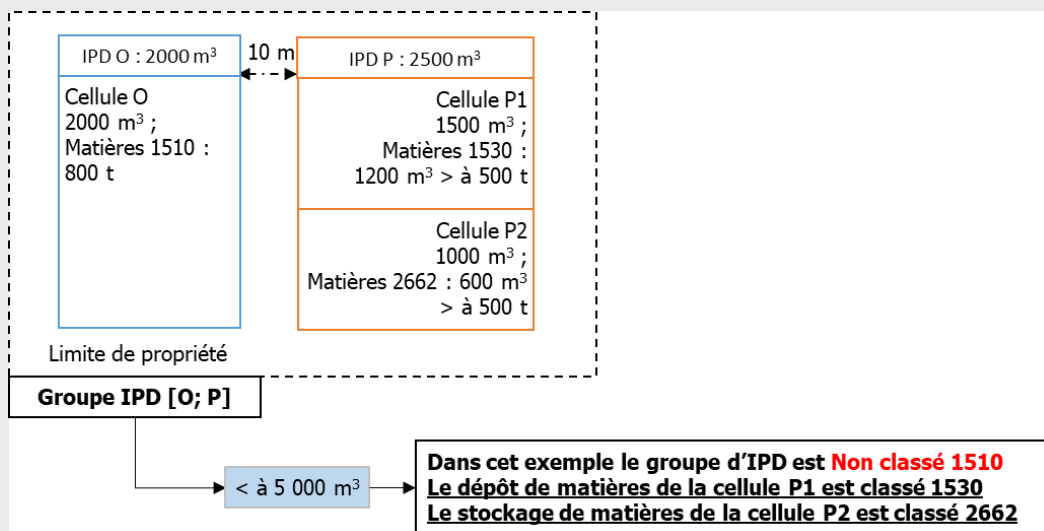 IPD O : 2000 m³
10 m
IPD P : 2500 m³
Cellule O
2000 m³ ;
Matières 1510 :
800 t
Cellule P1
1500 m³ ;
Matières 1530 :
1200 m³ > à 500 t
Cellule P2
1000 m³ ;
Matières 2662 : 600 m³
> à 500 t
Limite de propriété
Groupe IPD [O; P]
< à 5 000 m³
Dans cet exemple le groupe d’IPD est Non classé 1510
Le dépôt de matières de la cellule P1 est classé 1530
Le stockage de matières de la cellule P2 est classé 2662